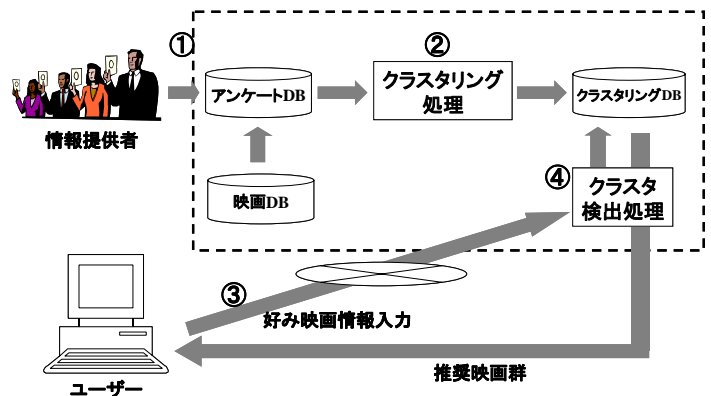 ①
②
アンケートDB
クラスタリング
処理
クラスタリングDB
情報提供者
映画DB
④
クラスタ
検出処理
③
好み映画情報入力
推奨映画群
ユーザー